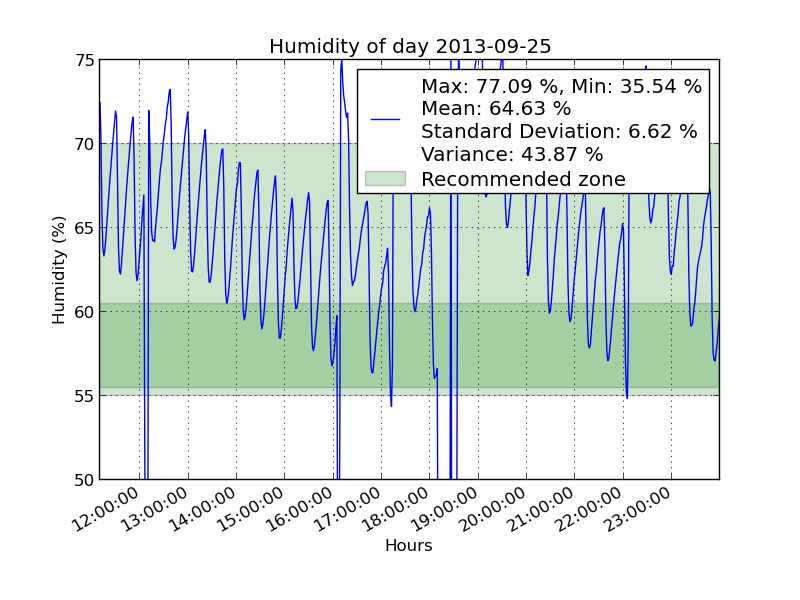 Humidity of day 2013-09-25
Max: 77.09 %, Min: 35.54 %
Mean: 64.63 %
Standard Deviation: 6.62 %
Variance: 43.87 %
Recommended zone
Humidity (%)
75
70
65
60
55
50
12:00:00
13:00:00
14:00:00
15:00:00
16:00:00
17:00:00
18:00:00
19:00:00
20:00:00
21:00:00
22:00:00
23:00:00
Hours